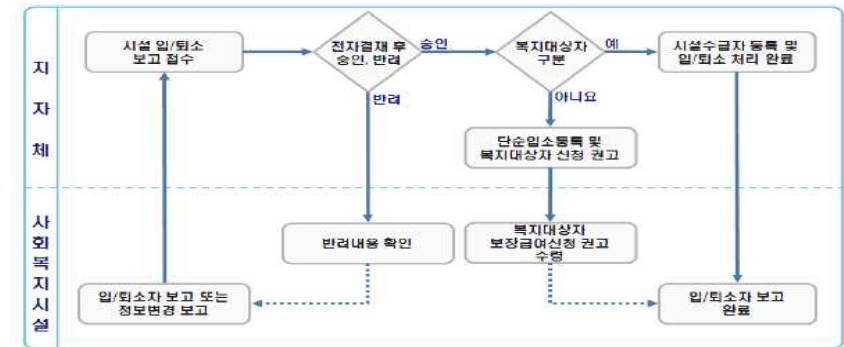 지자체
시설 입/퇴소
보고 접수
전자결재 후
승인, 반려
승인
복지대상자
구분
예
시설수급자 등록 및
입/퇴소 처리 완료
반려
아니요
단순입소등록 및
복지대상자 신청 권고
사회복지시설
반려내용 확인
복지대상자
보장급여신청 권고
수령
입/퇴소자 보고 또는
정보변경 보고
입/퇴소자 보고
완료